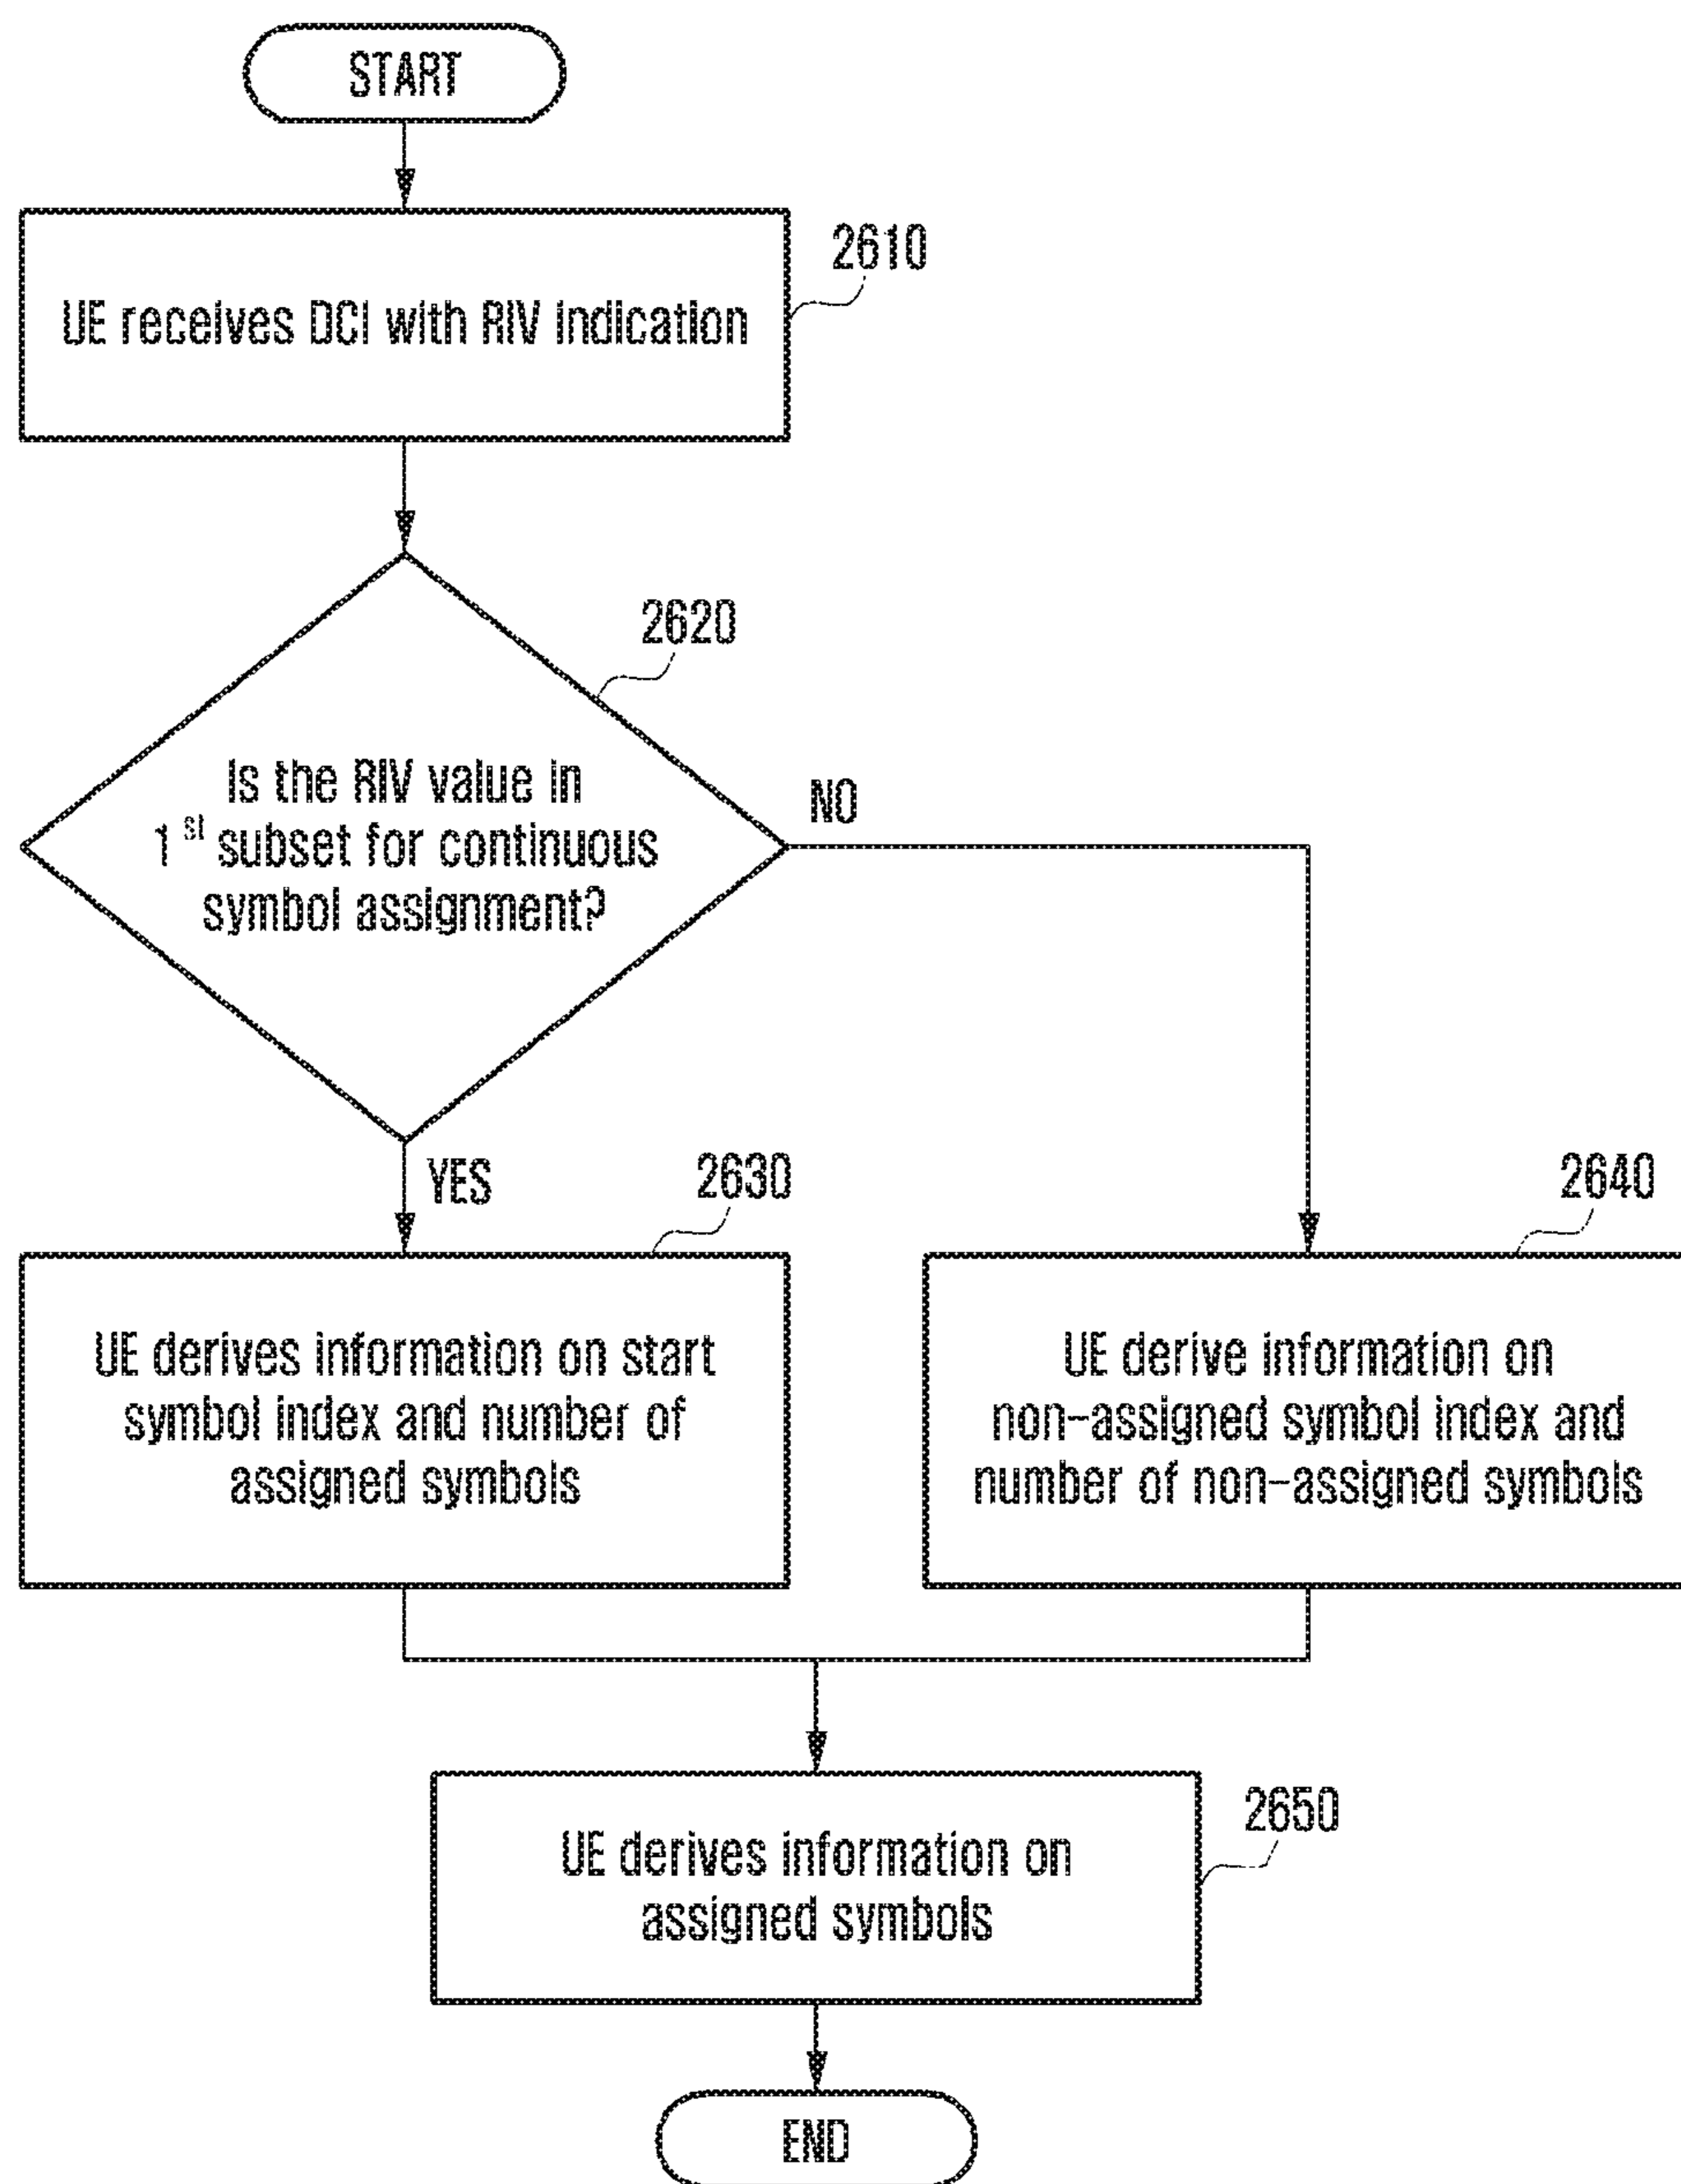 START
2610
UE receives DCI with RIV indication
2620
Is the RIV value in
1 st subset for continuous
symbol assignment?
NO
YES
2630
2640
UE derives information on start
symbol index and number of
assigned symbols
UE derive information on
non-assigned symbol index and
number of non-assigned symbols
2650
UE derives information on
assigned symbols
END